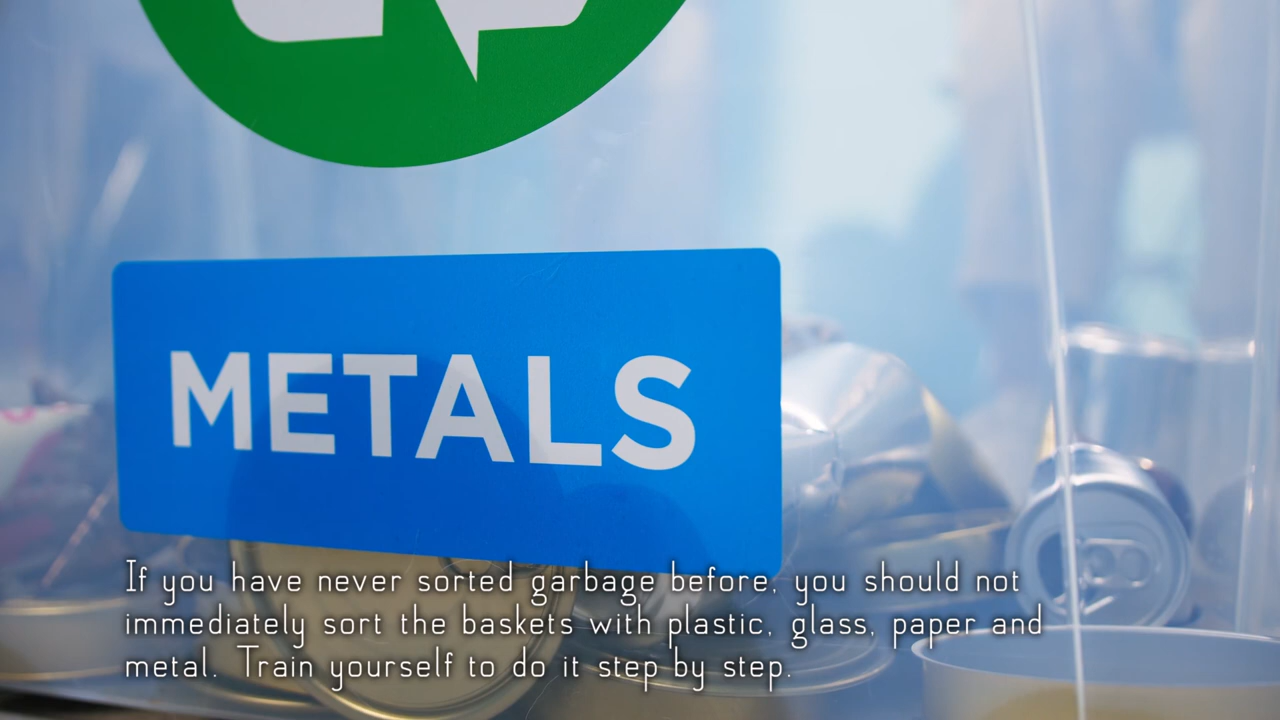 METALS
If you have never sorted garbage before, you should not
immediately sort the baskets with plastic, glass, paper and
metal. Train yourself to do it step by step.